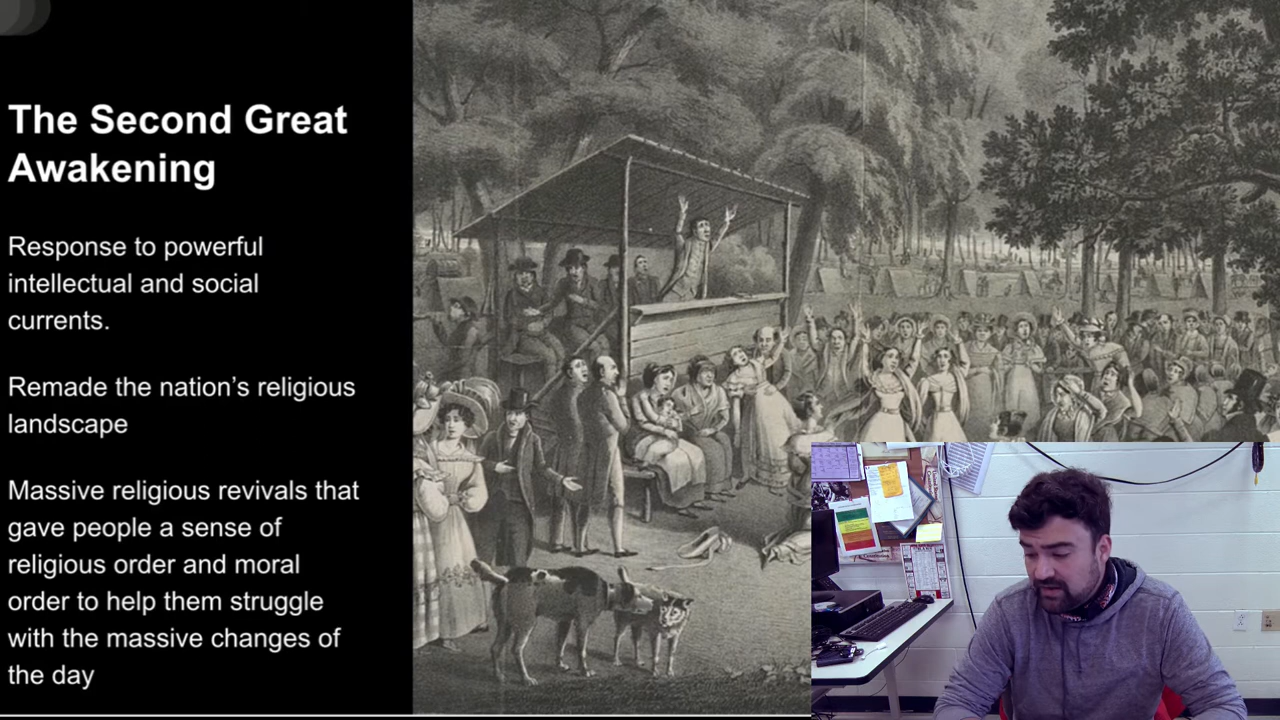 The Second Great
Awakening
Response to powerful
intellectual and social
currents.
Remade the nation’s religious
landscape
Massive religious revivals that
gave people a sense of
religious order and moral
order to help them struggle
with the massive changes of
the day